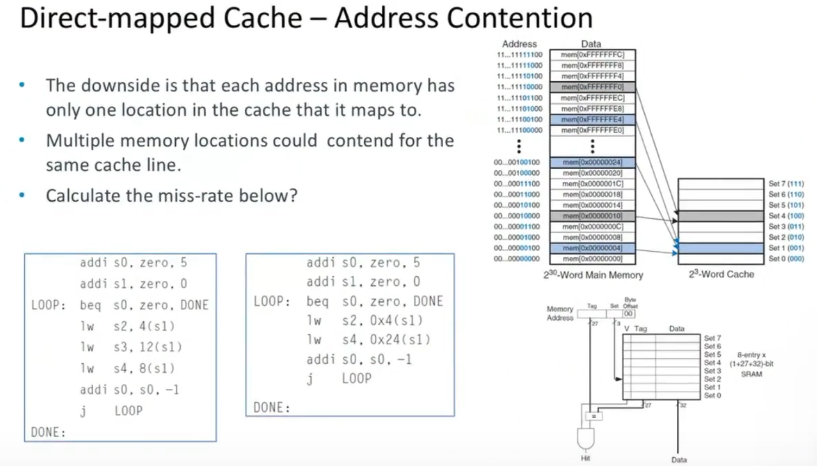 Direct-mapped Cache – Address Contention
• The downside is that each address in memory has
only one location in the cache that it maps to.
• Multiple memory locations could contend for the
same cache line.
• Calculate the miss-rate below?
addi s0, zero, 5
addi s1, zero, 0
LOOP: beq s0, zero, DONE
lw s2, 4(s1)
lw s3, 12(s1)
lw s4, 8(s1)
addi s0, s0, -1
j LOOP
DONE:
addi s0, zero, 5
addi s1, zero, 0
LOOP: beq s0, zero, DONE
lw s2, 0x4(s1)
lw s4, 0x24(s1)
addi s0, s0, -1
j LOOP
DONE:
Address Data
11...11111100 mem[0xFFFFFFFC]
11...11111000 mem[0xFFFFFFF8]
11...11110100 mem[0xFFFFFFF4]
11...11110000 mem[0xFFFFFFF0]
11...11101100 mem[0xFFFFFFEC]
11...11101000 mem[0xFFFFFFE8]
11...11100100 mem[0xFFFFFFE4]
11...11100000 mem[0xFFFFFFE0]
00...00100100 mem[0x00000024]
00...00100000 mem[0x00000020]
00...00011100 mem[0x0000001C]
00...00011000 mem[0x00000018]
00...00010100 mem[0x00000014]
00...00010000 mem[0x00000010]
00...00001100 mem[0x0000000C]
00...00001000 mem[0x00000008]
00...00000100 mem[0x00000004]
00...00000000 mem[0x00000000]
Set 7 (111)
Set 6 (110)
Set 5 (101)
Set 4 (100)
Set 3 (011)
Set 2 (010)
Set 1 (001)
Set 0 (000)
2³⁰-Word Main Memory
2³-Word Cache
Memory
Address
Tag Set Byte
Offset
00
27 3
V Tag Data
Set 7
Set 6
Set 5
Set 4
Set 3
Set 2
Set 1
Set 0
8-entry x
(1+27+32)-bit
SRAM
27 32
=
Hit Data